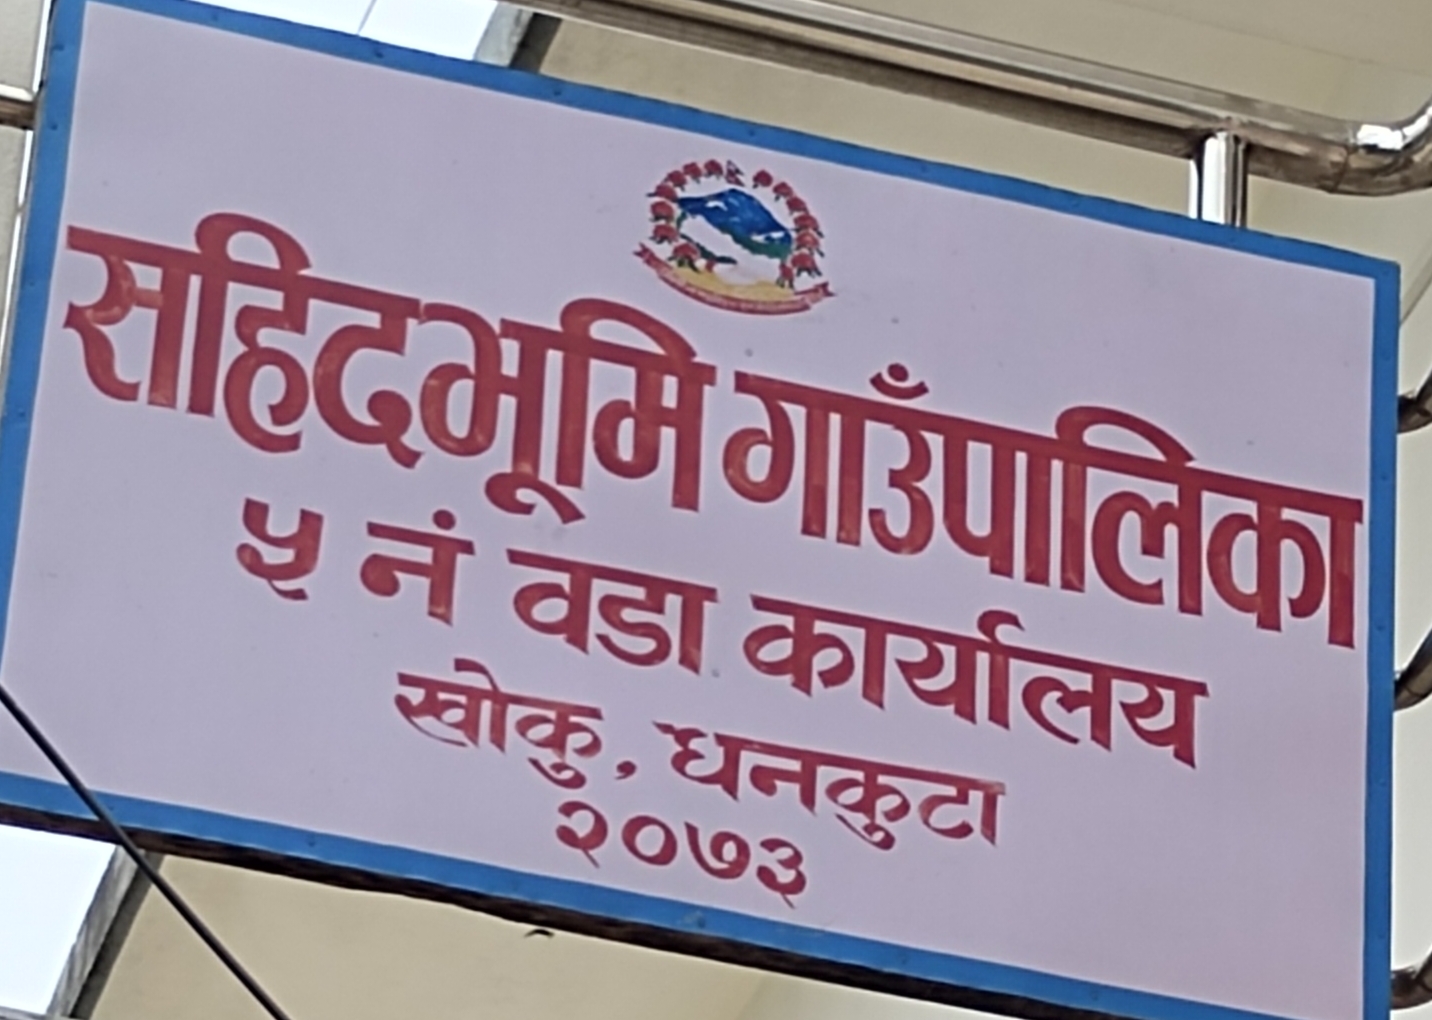 सहिदभूमि गाउँपालिका
५ नं वडा कार्यालय
खोकु, धनकुटा
२०७३